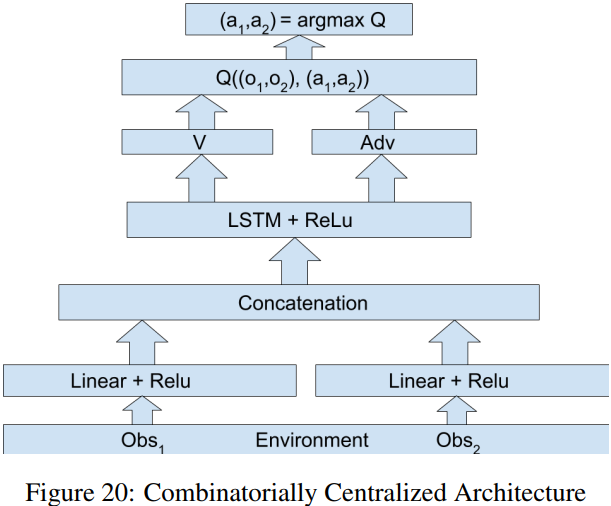 (a₁,a₂) = argmax Q
Q((o₁,o₂), (a₁,a₂))
V Adv
LSTM + ReLu
Concatenation
Linear + Relu Linear + Relu
Obs₁ Environment Obs₂
Figure 20: Combinatorially Centralized Architecture